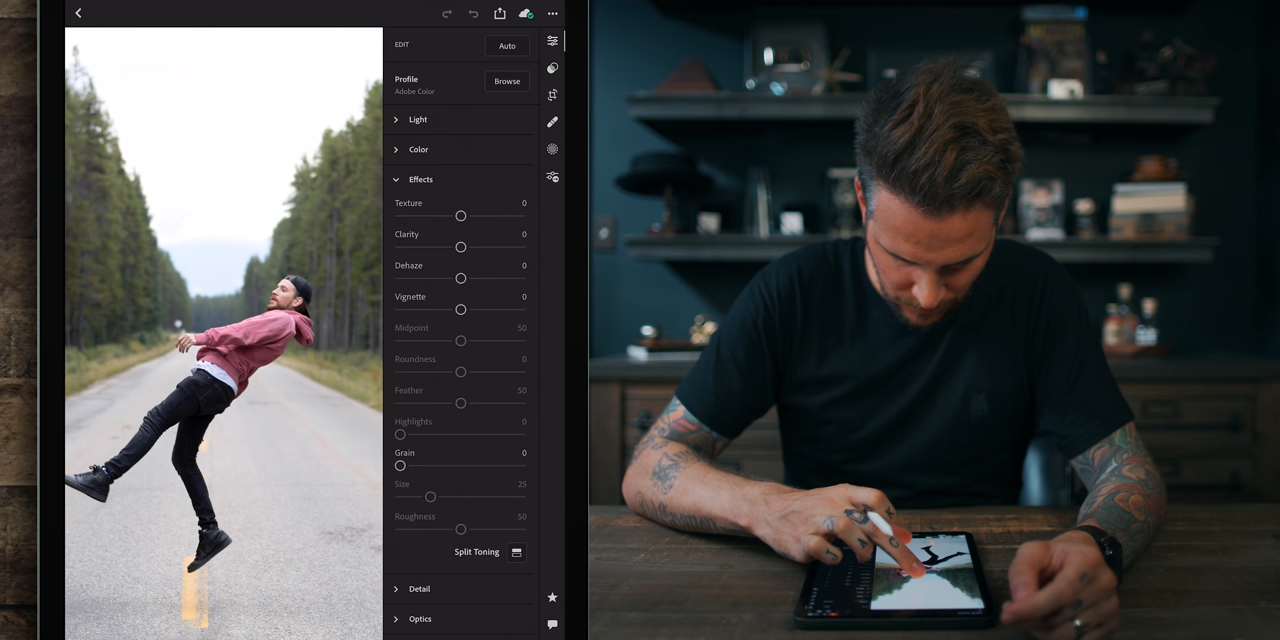 EDIT
Auto
Profile
Adobe Color
Browse
Light
Color
Effects
Texture 0
Clarity 0
Dehaze 0
Vignette 0
Midpoint 50
Roundness 0
Feather 50
Highlights 0
Grain 0
Size 25
Roughness 50
Split Toning
Detail
Optics